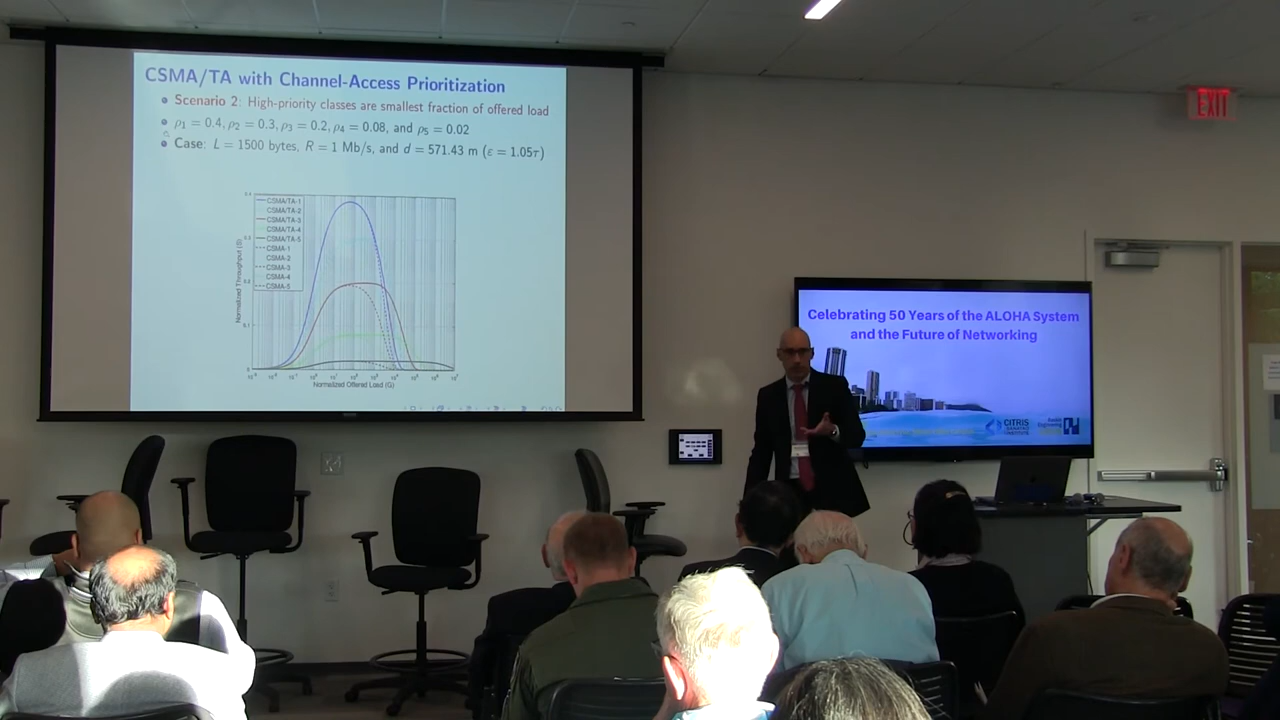 CSMA/TA with Channel-Access Prioritization
Scenario 2: High-priority classes are smallest fraction of offered load
ρ₁ = 0.4, ρ₂ = 0.3, ρ₃ = 0.2, ρ₄ = 0.08, and ρ₅ = 0.02
Case: L = 1500 bytes, R = 1 Mb/s, and d = 571.43 m (ε = 1.05τ)
CSMA/TA-1
CSMA/TA-2
CSMA/TA-3
CSMA/TA-4
CSMA/TA-5
CSMA-1
CSMA-2
CSMA-3
CSMA-4
CSMA-5
Normalized Throughput (S)
Normalized Offered Load (G)
EXIT
Celebrating 50 Years of the ALOHA System
and the Future of Networking
CITRIS